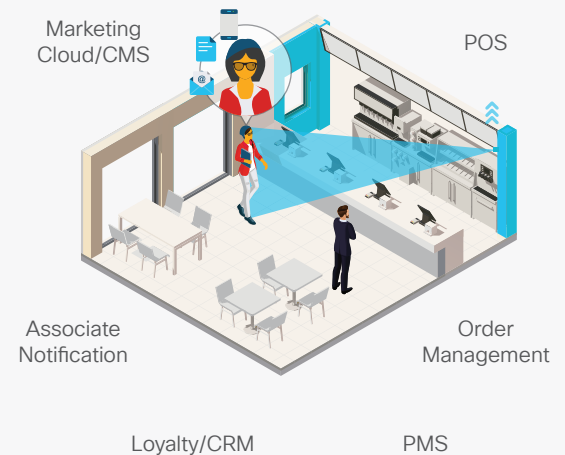 Marketing
Cloud/CMS
POS
@
Associate
Notification
Order
Management
Loyalty/CRM
PMS